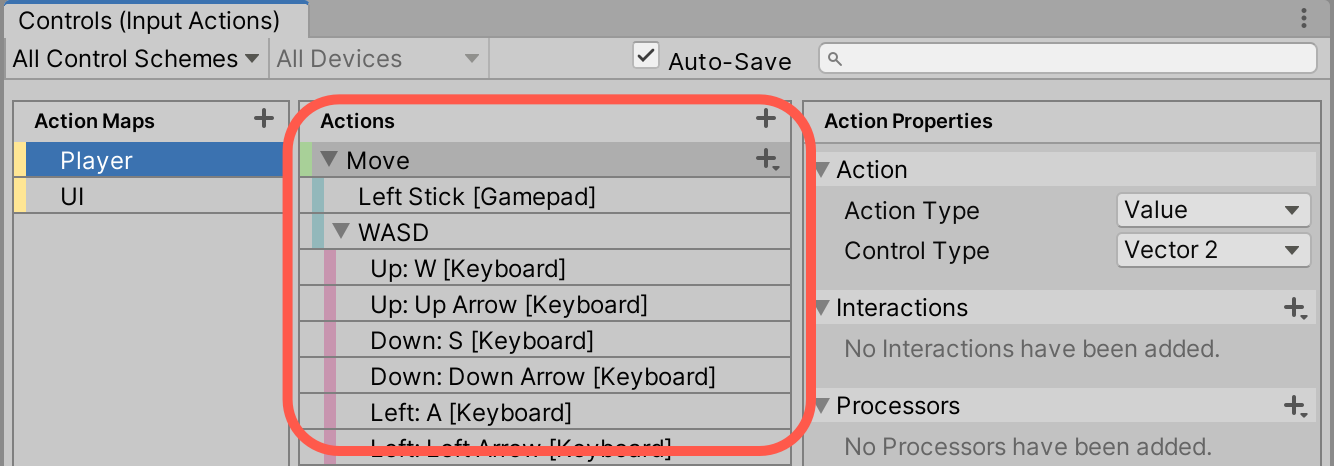 Controls (Input Actions)
All Control Schemes All Devices Auto-Save
Action Maps
Player
UI
Actions
Move
Left Stick [Gamepad]
WASD
Up: W [Keyboard]
Up: Up Arrow [Keyboard]
Down: S [Keyboard]
Down: Down Arrow [Keyboard]
Left: A [Keyboard]
Left: Left Arrow [Keyboard]
Action Properties
Action
Action Type Value
Control Type Vector 2
Interactions
No Interactions have been added.
Processors
No Processors have been added.